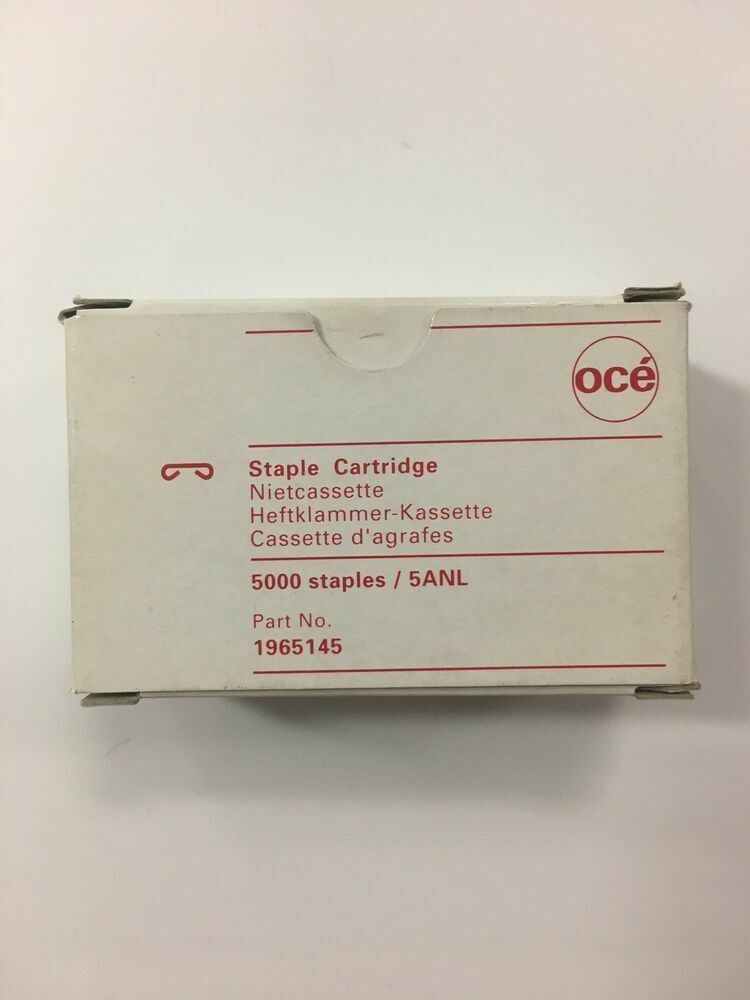 océ
Staple Cartridge
Nietcassette
Heftklammer-Kassette
Cassette d'agrafes
5000 staples / 5ANL
Part No.
1965145